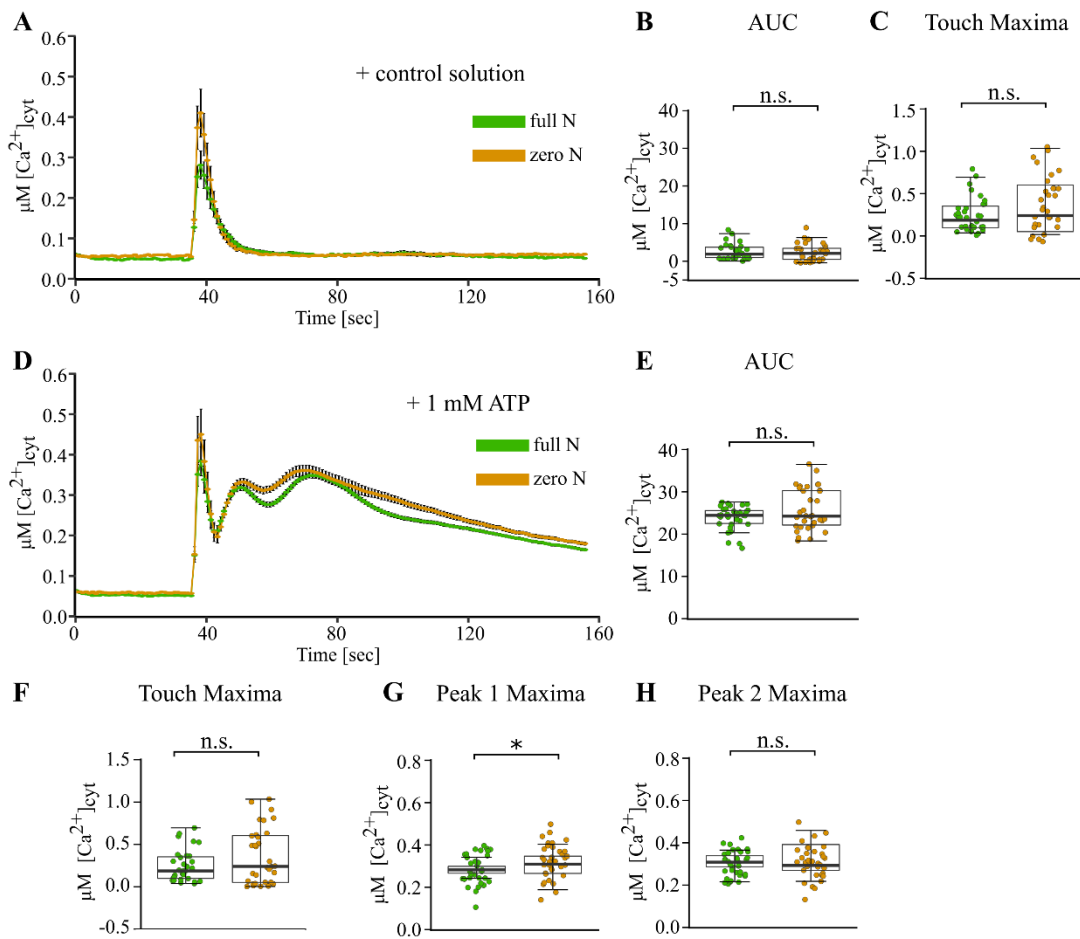 A
+ control solution
full N
zero N
µM [Ca2+]cyt
0.6
0.5
0.4
0.3
0.2
0.1
0.0
0
40
80
120
160
Time [sec]
B
AUC
n.s.
µM [Ca2+]cyt
40
30
20
10
0
-5
C
Touch Maxima
n.s.
µM [Ca2+]cyt
1.5
1.0
0.5
0.0
-0.5
D
+ 1 mM ATP
full N
zero N
µM [Ca2+]cyt
0.6
0.5
0.4
0.3
0.2
0.1
0.0
0
40
80
120
160
Time [sec]
E
AUC
n.s.
µM [Ca2+]cyt
40
30
20
10
0
F
Touch Maxima
n.s.
µM [Ca2+]cyt
1.5
1.0
0.5
0.0
-0.5
G
Peak 1 Maxima
*
µM [Ca2+]cyt
0.8
0.6
0.4
0.2
0.0
H
Peak 2 Maxima
n.s.
µM [Ca2+]cyt
0.8
0.6
0.4
0.2
0.0